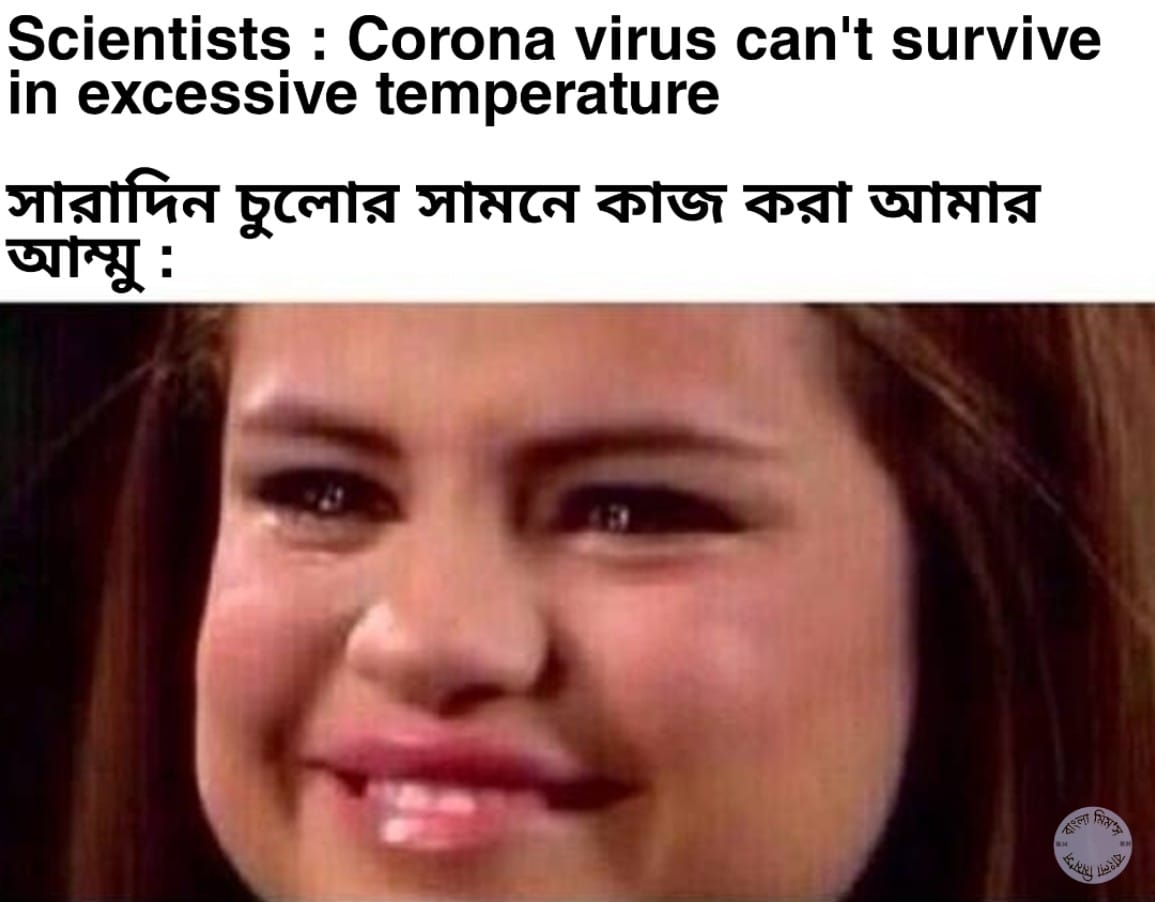 Scientists : Corona virus can't survive
in excessive temperature
সারাদিন চুলোর সামনে কাজ করা আমার
আম্মু :
বাংলা মিম'স
বাংলা মিম'স